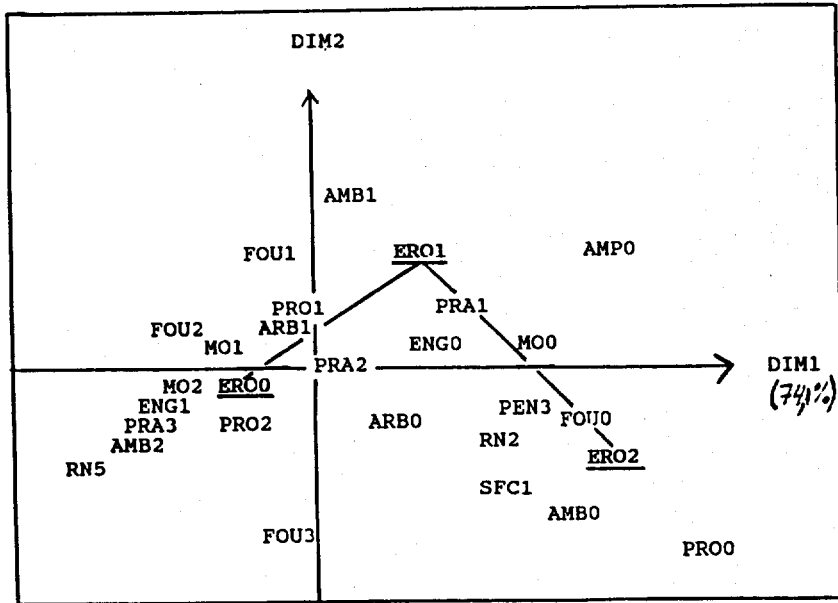 DIM2
AMB1
FOU1 ERO1 AMP0
PRO1 PRA1
FOU2 ARB1
MO1 ENG0 MO0
PRA2 DIM1
MO2 ERO0 (74,1%)
ENG1 PEN3
PRA3 PRO2 ARB0 FOU0
AMB2 RN2
ERO2
RN5
SFC1
AMB0
FOU3
PRO0